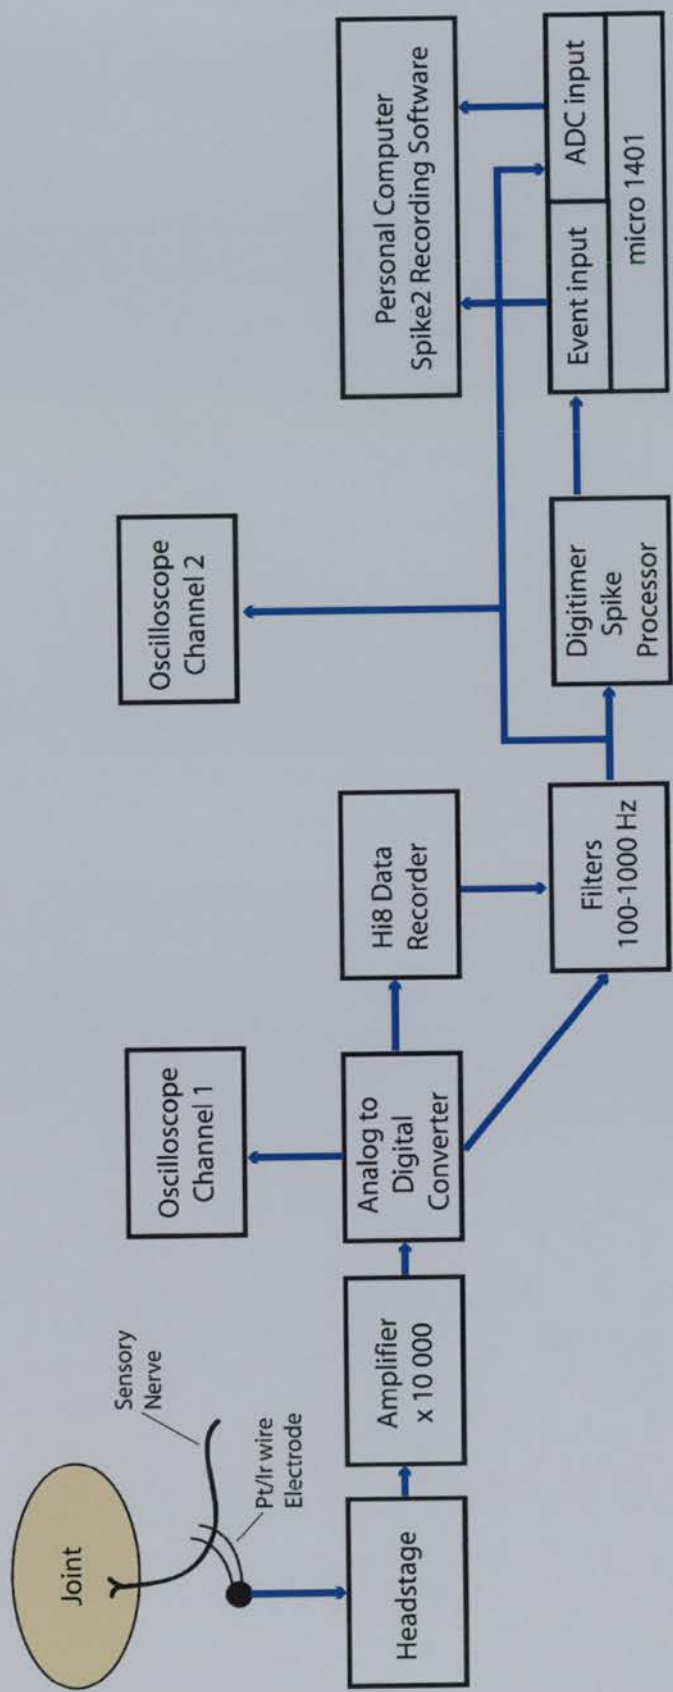 Joint
Sensory
Nerve
Pt/Ir wire
Electrode
Headstage
Amplifier
x 10 000
Oscilloscope
Channel 1
Analog to
Digital
Converter
Hi8 Data
Recorder
Filters
100-1000 Hz
Oscilloscope
Channel 2
Digitimer
Spike
Processor
Personal Computer
Spike2 Recording Software
Event input
ADC input
micro 1401